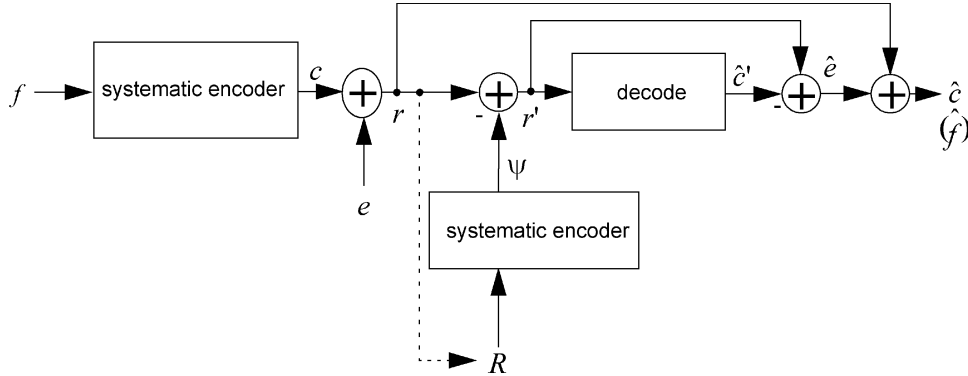 f
systematic encoder
c
e
r
-
r'
decode
ĉ'
-
ê
ĉ
(f̂)
ψ
systematic encoder
R